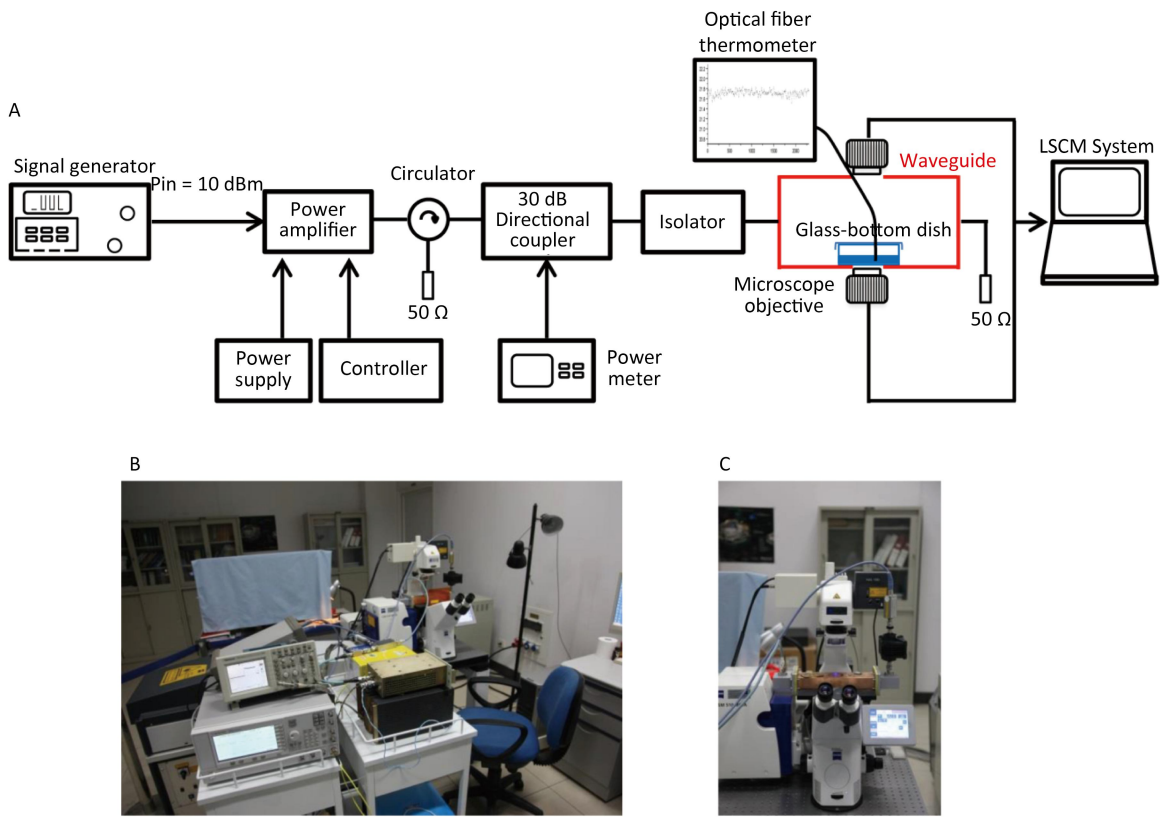 Optical fiber
thermometer
A
Signal generator
Pin = 10 dBm
Circulator
Waveguide
LSCM System
Power
amplifier
30 dB
Directional
coupler
Isolator
Glass-bottom dish
Microscope
objective
50 Ω
50 Ω
Power
supply
Controller
Power
meter
B
C